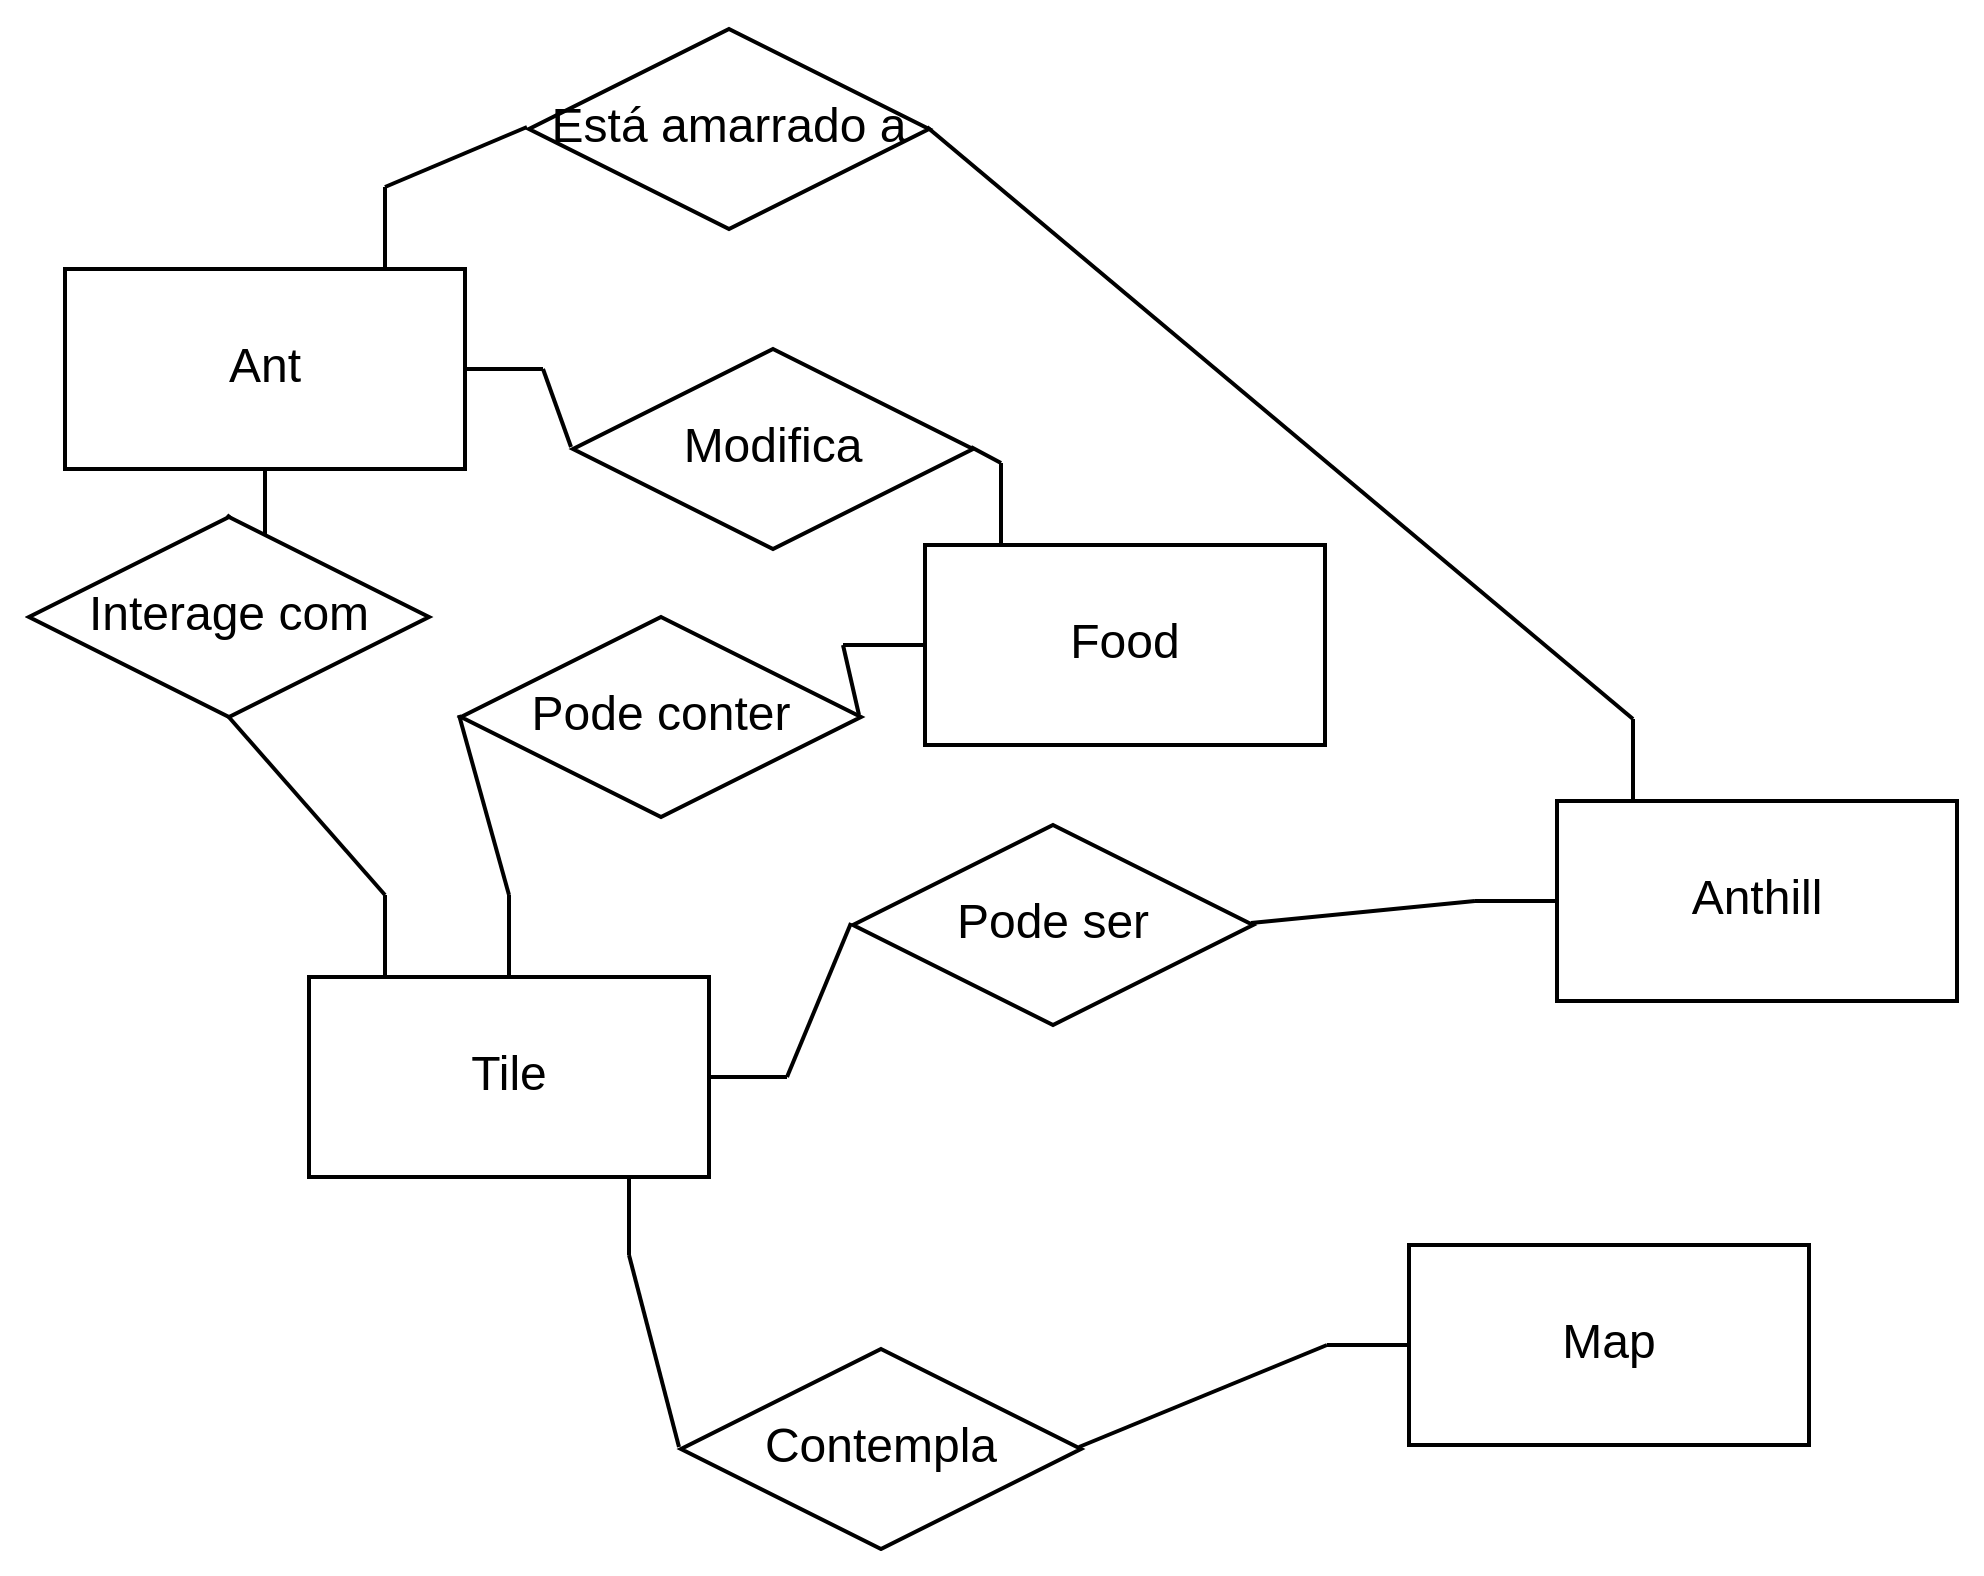 Está amarrado a
Ant
Modifica
Interage com
Food
Pode conter
Anthill
Pode ser
Tile
Map
Contempla